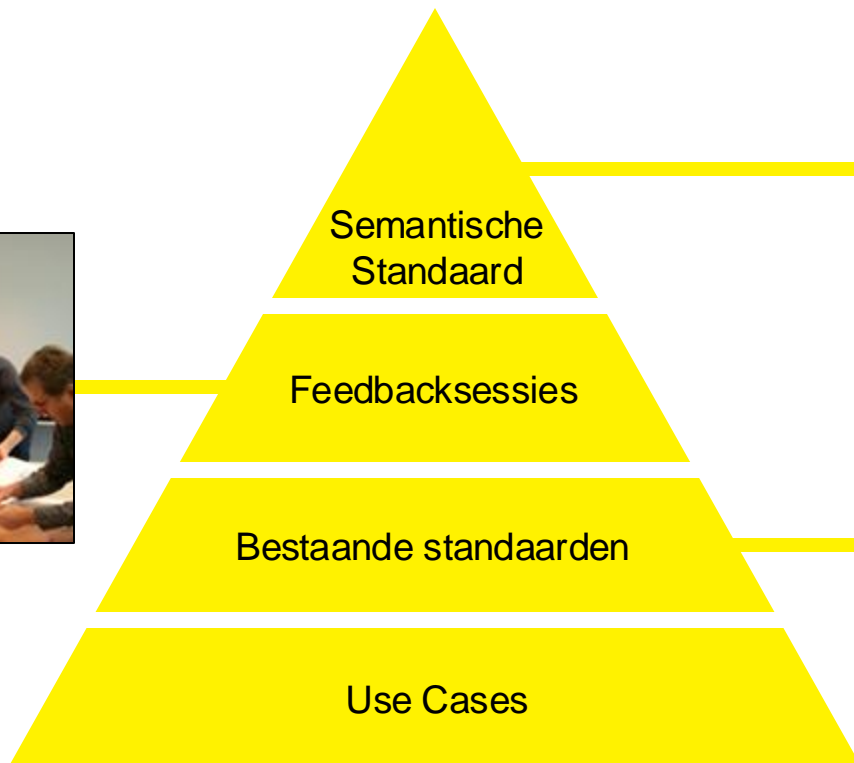 Semantische
Standaard
Feedbacksessies
Bestaande standaarden
Use Cases